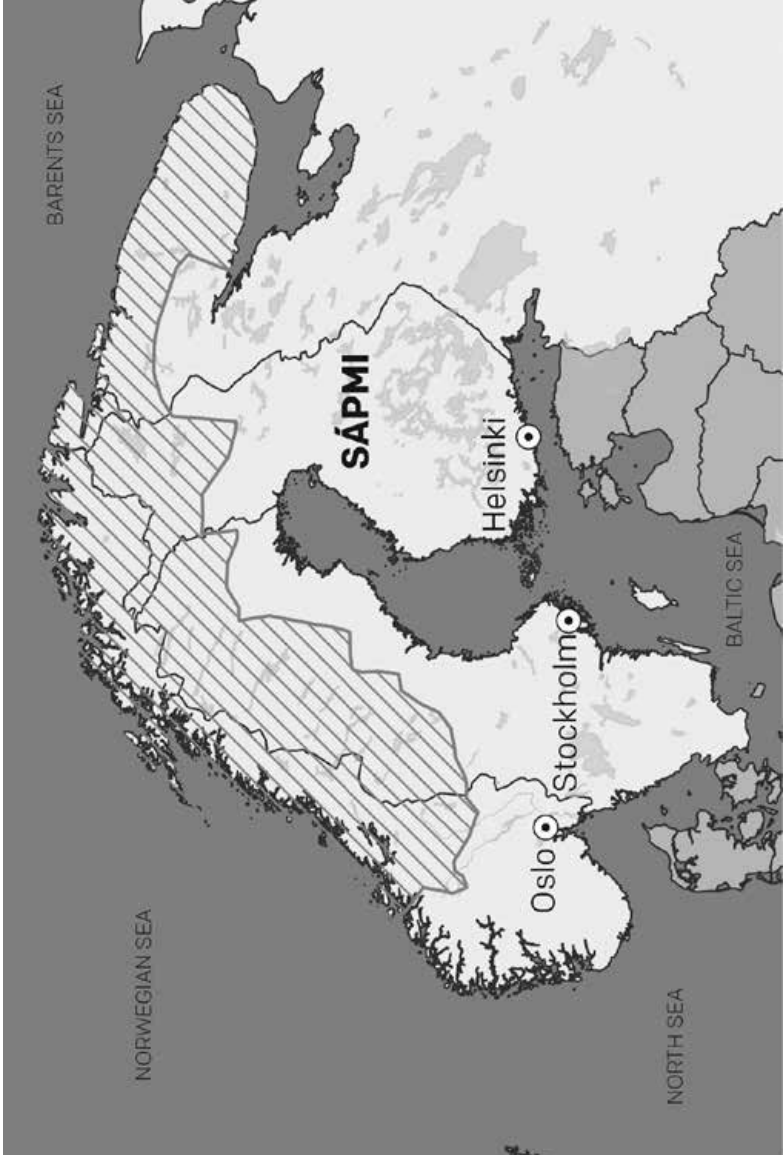 BARENTS SEA
NORWEGIAN SEA
SÁPMI
Helsinki
Stockholm
Oslo
BALTIC SEA
NORTH SEA